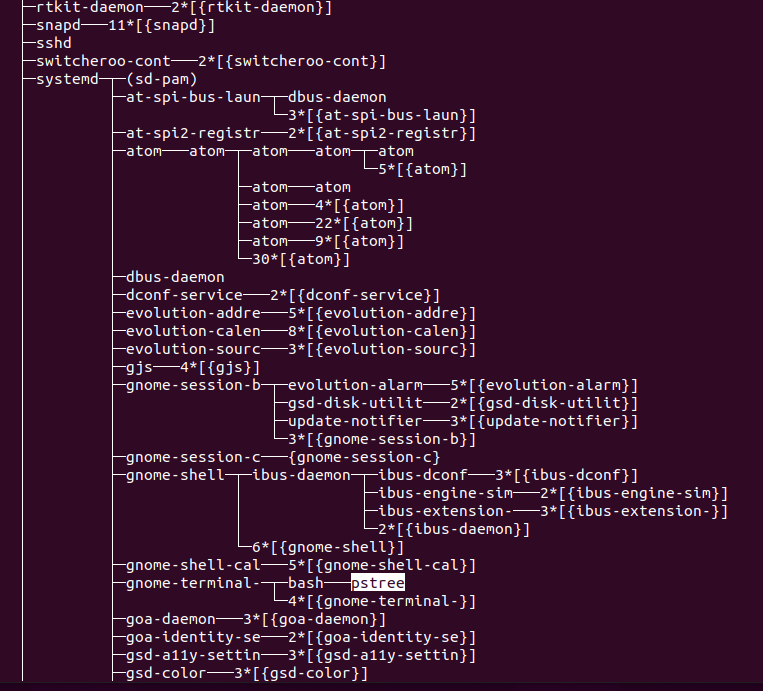 ├─rtkit-daemon───2*[{rtkit-daemon}]
├─snapd───11*[{snapd}]
├─sshd
├─switcheroo-cont───2*[{switcheroo-cont}]
├─systemd─┬─(sd-pam)
│         ├─at-spi-bus-laun─┬─dbus-daemon
│         │                 └─3*[{at-spi-bus-laun}]
│         ├─at-spi2-registr───2*[{at-spi2-registr}]
│         ├─atom───atom─┬─atom───atom─┬─atom
│         │             │             └─5*[{atom}]
│         │             ├─atom───atom
│         │             ├─atom───4*[{atom}]
│         │             ├─atom───22*[{atom}]
│         │             ├─atom───9*[{atom}]
│         │             └─30*[{atom}]
│         ├─dbus-daemon
│         ├─dconf-service───2*[{dconf-service}]
│         ├─evolution-addre───5*[{evolution-addre}]
│         ├─evolution-calen───8*[{evolution-calen}]
│         ├─evolution-sourc───3*[{evolution-sourc}]
│         ├─gjs───4*[{gjs}]
│         ├─gnome-session-b─┬─evolution-alarm───5*[{evolution-alarm}]
│         │                 ├─gsd-disk-utilit───2*[{gsd-disk-utilit}]
│         │                 ├─update-notifier───3*[{update-notifier}]
│         │                 └─3*[{gnome-session-b}]
│         ├─gnome-session-c───{gnome-session-c}
│         ├─gnome-shell─┬─ibus-daemon─┬─ibus-dconf───3*[{ibus-dconf}]
│         │             │             ├─ibus-engine-sim───2*[{ibus-engine-sim}]
│         │             │             ├─ibus-extension-───3*[{ibus-extension-}]
│         │             │             └─2*[{ibus-daemon}]
│         │             └─6*[{gnome-shell}]
│         ├─gnome-shell-cal───5*[{gnome-shell-cal}]
│         ├─gnome-terminal-─┬─bash───pstree
│         │                 └─4*[{gnome-terminal-}]
│         ├─goa-daemon───3*[{goa-daemon}]
│         ├─goa-identity-se───2*[{goa-identity-se}]
│         ├─gsd-a11y-settin───3*[{gsd-a11y-settin}]
│         ├─gsd-color───3*[{gsd-color}]